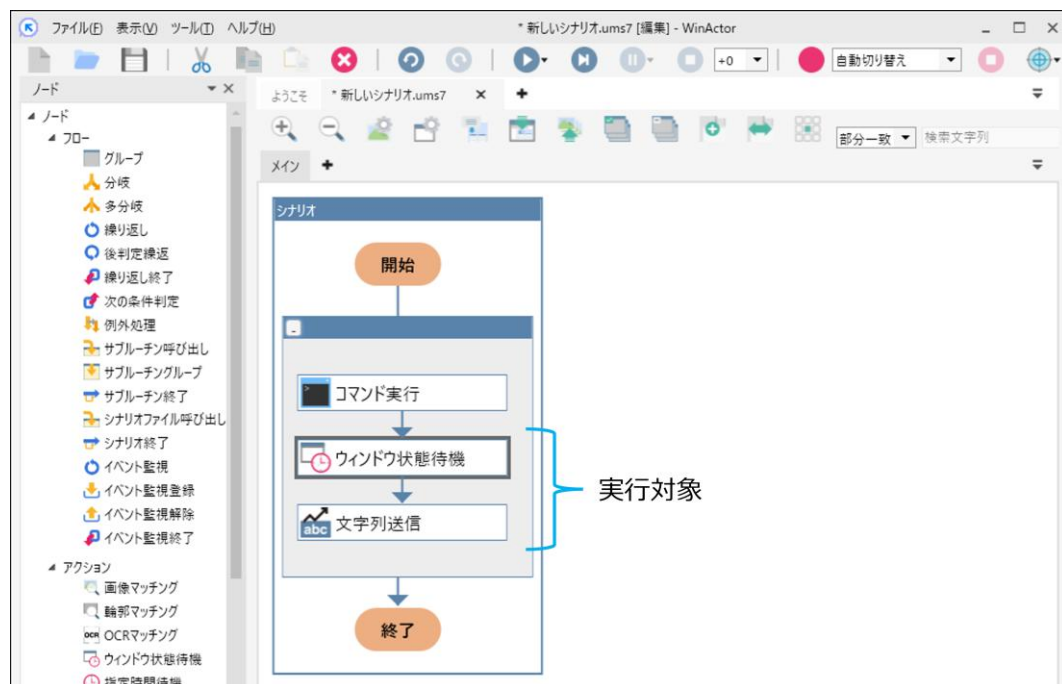 ファイル(F) 表示(V) ツール(T) ヘルプ(H)
* 新しいシナリオ.ums7 [編集] - WinActor
+0
自動切り替え
ノード
ようこそ
* 新しいシナリオ.ums7
ノード
フロー
グループ
分岐
多分岐
繰り返し
後判定繰返
繰り返し終了
次の条件判定
例外処理
サブルーチン呼び出し
サブルーチングループ
サブルーチン終了
シナリオファイル呼び出し
シナリオ終了
イベント監視
イベント監視登録
イベント監視解除
イベント監視終了
アクション
画像マッチング
輪郭マッチング
OCR OCRマッチング
ウィンドウ状態待機
指定時間待機
部分一致
検索文字列
メイン
シナリオ
開始
コマンド実行
ウィンドウ状態待機
abc 文字列送信
終了
実行対象